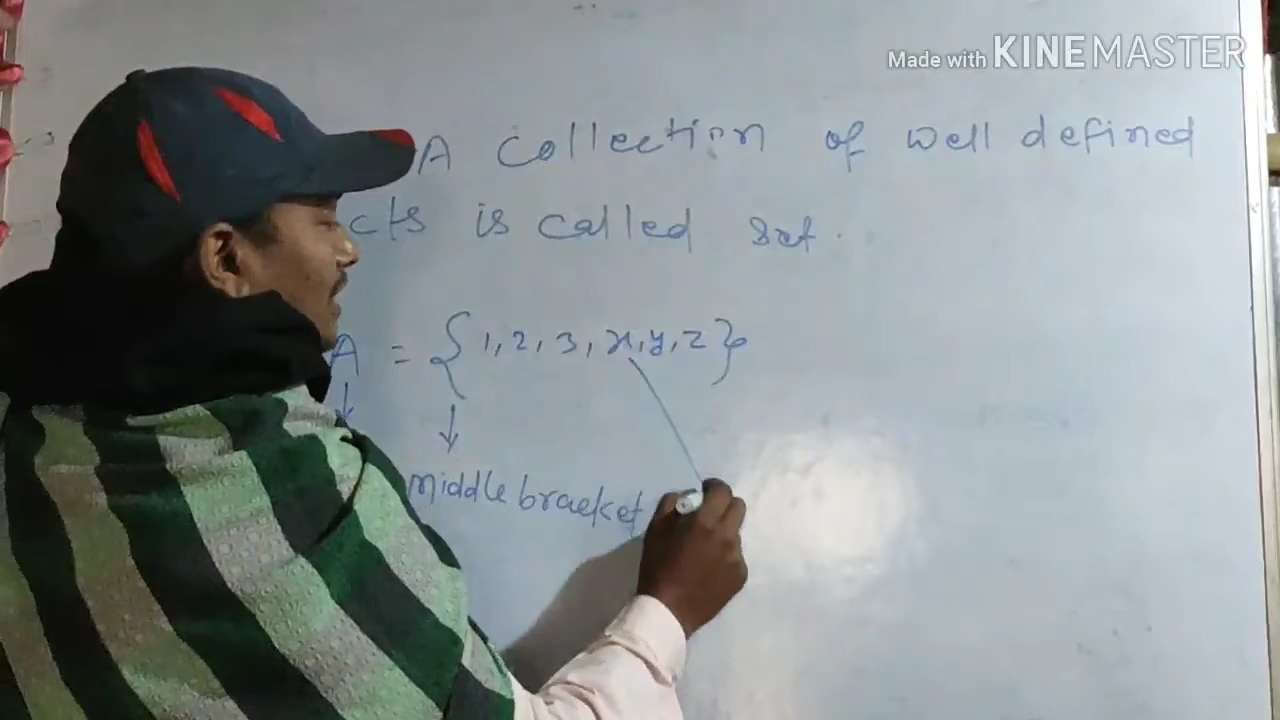 Made with KINEMASTER
A collection of well defined
cts is called set.
A = {1, 2, 3, x, y, z}
↓ ↓
middle bracket